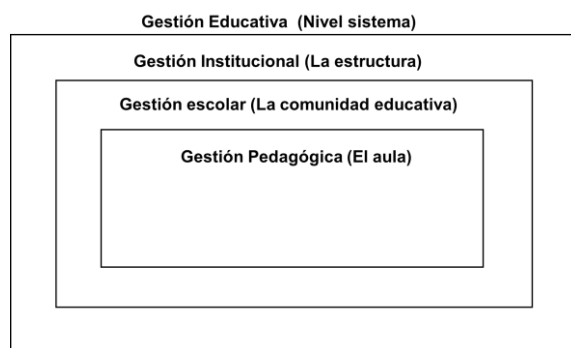 Gestión Educativa (Nivel sistema)
Gestión Institucional (La estructura)
Gestión escolar (La comunidad educativa)
Gestión Pedagógica (El aula)